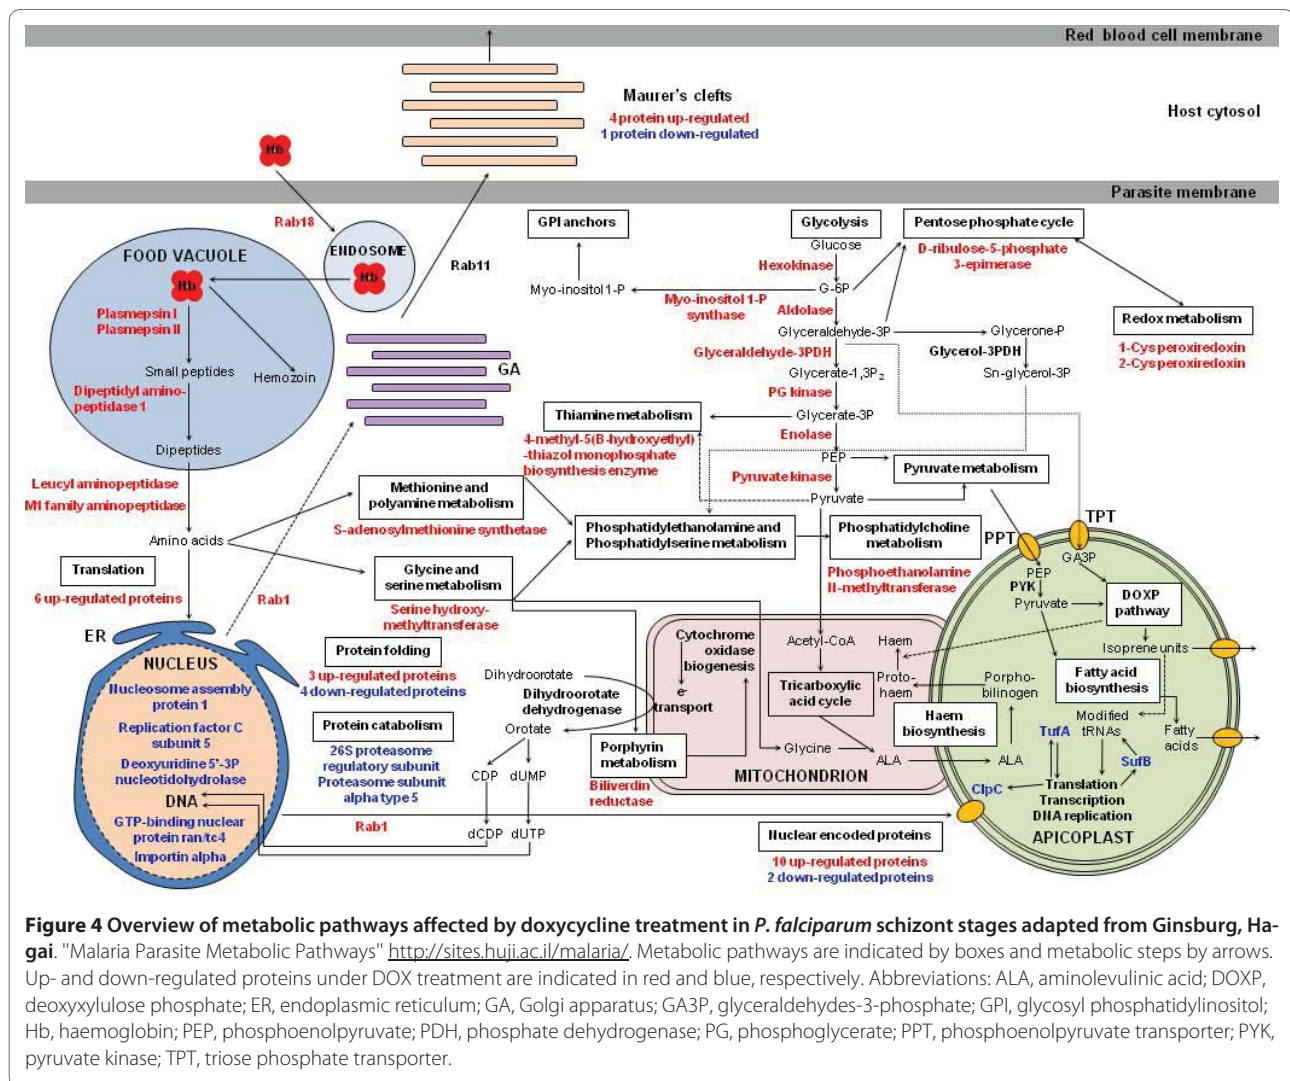 Red blood cell membrane
Maurer's clefts
4 protein up-regulated
1 protein down-regulated
Host cytosol
Hb
Parasite membrane
Rab18
FOOD VACUOLE
Hb
Plasmepsin I
Plasmepsin II
Small peptides
Hemozoin
Dipeptidyl amino-
peptidase 1
Dipeptides
ENDOSOME
Hb
Rab11
GA
GPI anchors
Myo-inositol 1-P
Myo-inositol 1-P
synthase
Glycolysis
Glucose
Hexokinase
G-6P
Aldolase
Glyceraldehyde-3P
Glyceraldehyde-3PDH
Glycerate-1,3P₂
PG kinase
Glycerate-3P
Enolase
PEP
Pyruvate kinase
Pyruvate
Pentose phosphate cycle
D-ribulose-5-phosphate
3-epimerase
Glycerone-P
Glycerol-3PDH
Sn-glycerol-3P
Redox metabolism
1-Cys peroxiredoxin
2-Cys peroxiredoxin
Thiamine metabolism
4-methyl-5(B-hydroxyethyl)
-thiazol monophosphate
biosynthesis enzyme
Pyruvate metabolism
Leucyl aminopeptidase
M1 family aminopeptidase
Amino acids
Methionine and
polyamine metabolism
S-adenosylmethionine synthetase
Glycine and
serine metabolism
Serine hydroxy-
methyltransferase
Phosphatidylethanolamine and
Phosphatidylserine metabolism
Phosphatidylcholine
metabolism
Phosphoethanolamine
N-methyltransferase
Translation
6 up-regulated proteins
Rab1
ER
NUCLEUS
Nucleosome assembly
protein 1
Replication factor C
subunit 5
Deoxyuridine 5'-3P
nucleotidohydrolase
DNA
GTP-binding nuclear
protein ran/tc4
Importin alpha
Protein folding
3 up-regulated proteins
4 down-regulated proteins
Protein catabolism
26S proteasome
regulatory subunit
Proteasome subunit
alpha type 5
Rab1
Dihydroorotate
Dihydroorotate
dehydrogenase
Orotate
CDP
dUMP
dCDP
dUTP
Cytochrome
oxidase
biogenesis
e-
transport
Porphyrin
metabolism
Biliverdin
reductase
Acetyl-CoA
Tricarboxylic
acid cycle
Glycine
ALA
Haem
Proto-
haem
MITOCHONDRION
Haem
biosynthesis
Nuclear encoded proteins
10 up-regulated proteins
2 down-regulated proteins
PPT
TPT
GA3P
PEP
PYK
Pyruvate
DOXP
pathway
Isoprene units
Fatty acid
biosynthesis
Porpho-
bilinogen
ALA
Modified
tRNAs
Fatty
acids
TufA
SufB
ClpC
Translation
Transcription
DNA replication
APICOPLAST
Figure 4 Overview of metabolic pathways affected by doxycycline treatment in P. falciparum schizont stages adapted from Ginsburg, Ha-
gai. "Malaria Parasite Metabolic Pathways" http://sites.huji.ac.il/malaria/. Metabolic pathways are indicated by boxes and metabolic steps by arrows.
Up- and down-regulated proteins under DOX treatment are indicated in red and blue, respectively. Abbreviations: ALA, aminolevulinic acid; DOXP,
deoxyxylulose phosphate; ER, endoplasmic reticulum; GA, Golgi apparatus; GA3P, glyceraldehydes-3-phosphate; GPI, glycosyl phosphatidylinositol;
Hb, haemoglobin; PEP, phosphoenolpyruvate; PDH, phosphate dehydrogenase; PG, phosphoglycerate; PPT, phosphoenolpyruvate transporter; PYK,
pyruvate kinase; TPT, triose phosphate transporter.